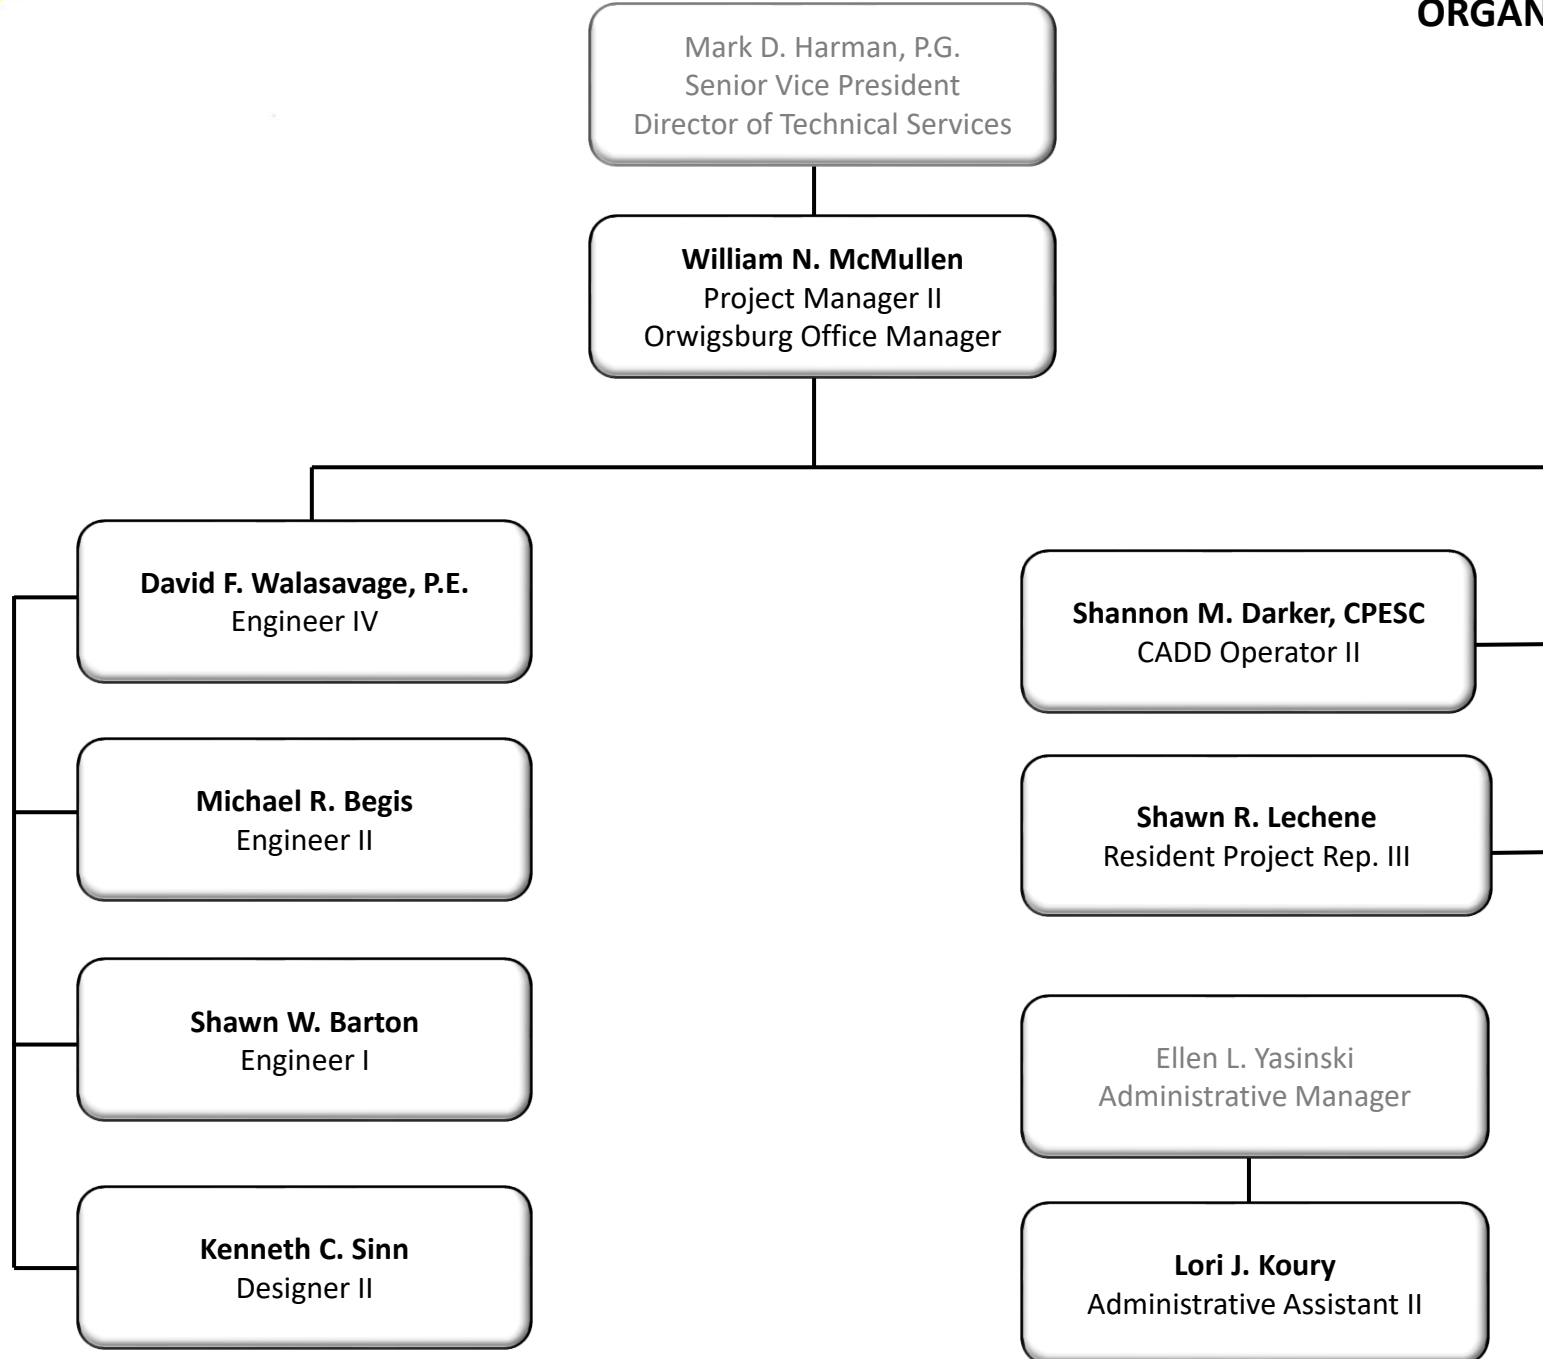 ORGAN
Mark D. Harman, P.G.
Senior Vice President
Director of Technical Services
William N. McMullen
Project Manager II
Orwigsburg Office Manager
David F. Walasavage, P.E.
Engineer IV
Michael R. Begis
Engineer II
Shawn W. Barton
Engineer I
Kenneth C. Sinn
Designer II
Shannon M. Darker, CPESC
CADD Operator II
Shawn R. Lechene
Resident Project Rep. III
Ellen L. Yasinski
Administrative Manager
Lori J. Koury
Administrative Assistant II